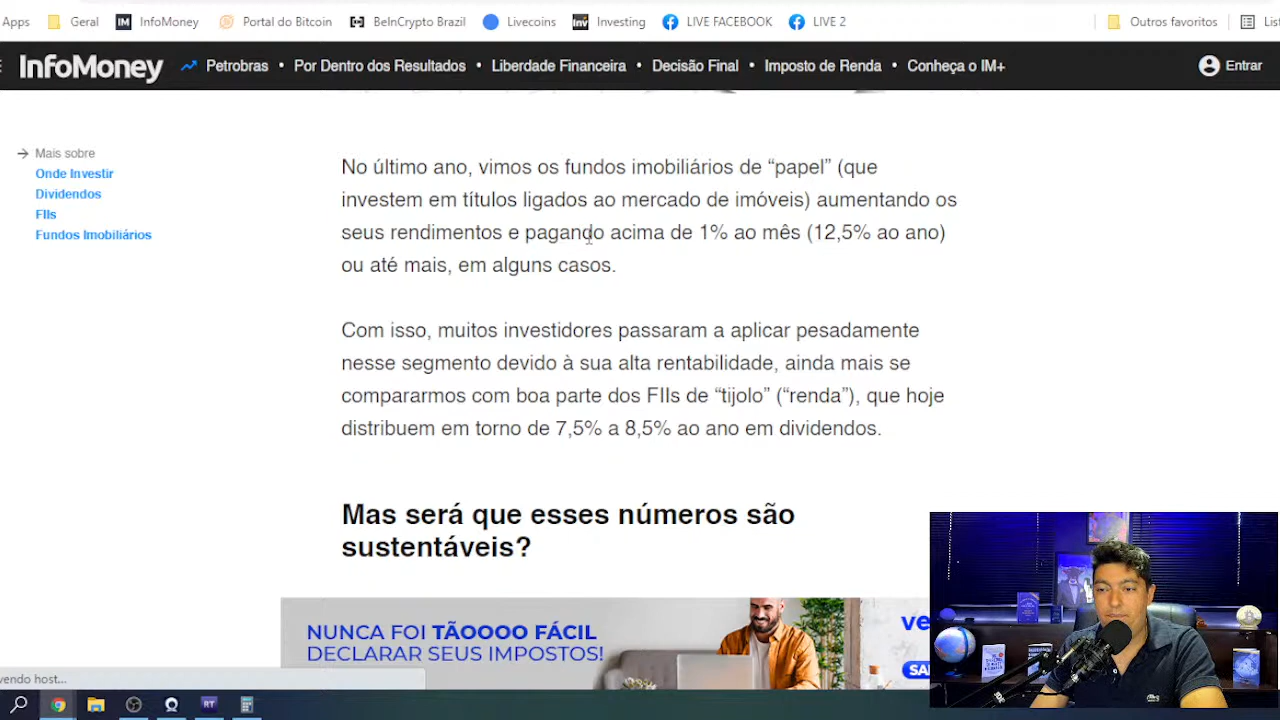 Apps Geral InfoMoney Portal do Bitcoin BeInCrypto Brazil Livecoins Investing LIVE FACEBOOK LIVE 2 Outros favoritos
InfoMoney Petrobras • Por Dentro dos Resultados • Liberdade Financeira • Decisão Final • Imposto de Renda • Conheça o IM+ Entrar
Mais sobre
Onde Investir
Dividendos
FIIs
Fundos Imobiliários
No último ano, vimos os fundos imobiliários de “papel” (que
investem em títulos ligados ao mercado de imóveis) aumentando os
seus rendimentos e pagando acima de 1% ao mês (12,5% ao ano)
ou até mais, em alguns casos.
Com isso, muitos investidores passaram a aplicar pesadamente
nesse segmento devido à sua alta rentabilidade, ainda mais se
compararmos com boa parte dos FIIs de “tijolo” (“renda”), que hoje
distribuem em torno de 7,5% a 8,5% ao ano em dividendos.
Mas será que esses números são
sustentáveis?
NUNCA FOI TÃOOOO FÁCIL
DECLARAR SEUS IMPOSTOS!
vendo host...
RT